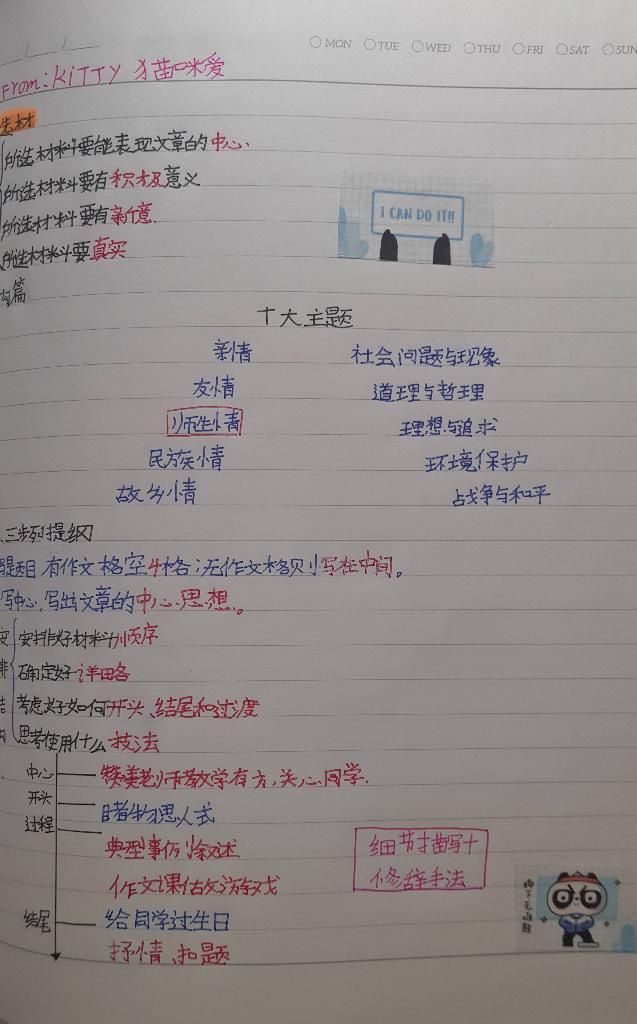 MON TUE WED THU FRI SAT SUN
From: KiTTY 猫咪爱
选材
所选材料要能表现文章的中心.
所选材料要有积极意义
所选材料要有新意.
所选材料要真实
I CAN DO IT!!
篇
十大主题
亲情 社会问题与现象
友情 道理与哲理
师生情 理想与追求
民族情 环境保护
故乡情 战争与和平
三步列提纲
题目 有作文格空4格;无作文格则写在中间。
写中心,写出文章的中心思想。
安排好材料顺序
确定好详略
考虑好如何开头、结尾和过渡
思考使用什么技法
中心 赞美老师教学有方,关心同学.
开头 睹物思人式
过程
典型事例 叙述
作文课 游戏
细节描写+
修辞手法
结尾 给同学过生日
抒情、扣题
脚下无难题